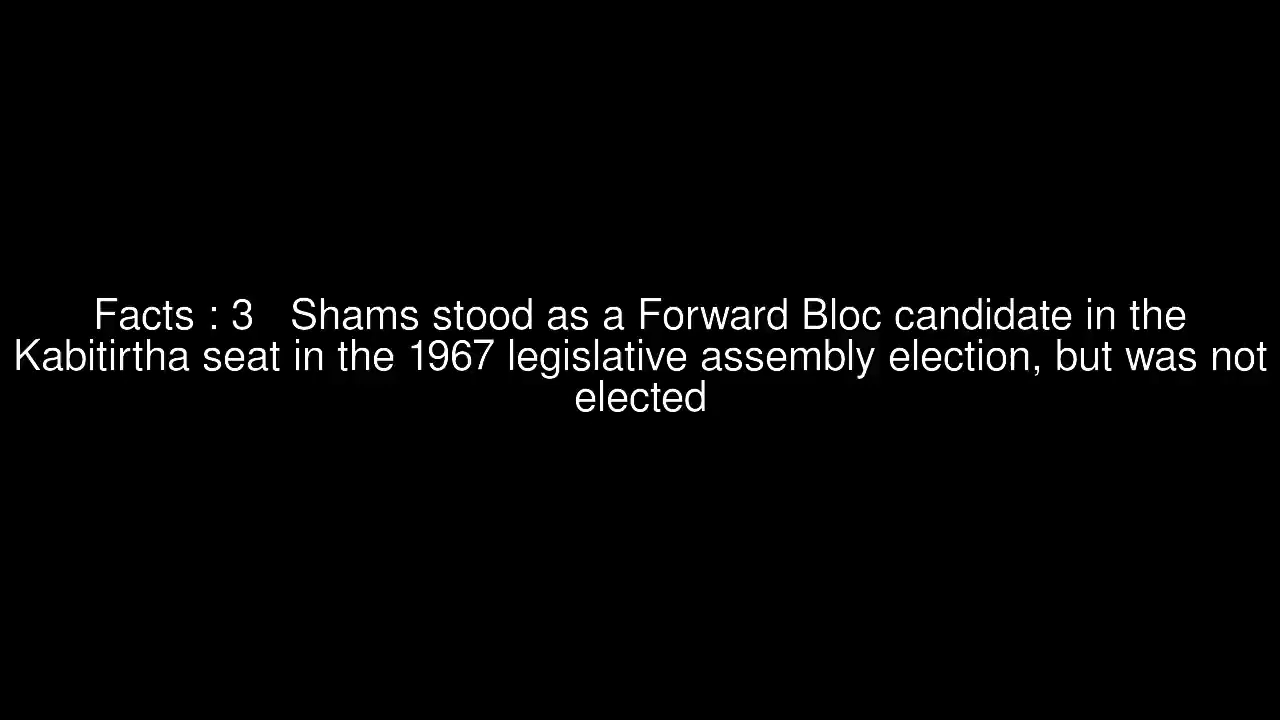 Facts : 3   Shams stood as a Forward Bloc candidate in the
Kabitirtha seat in the 1967 legislative assembly election, but was not
elected